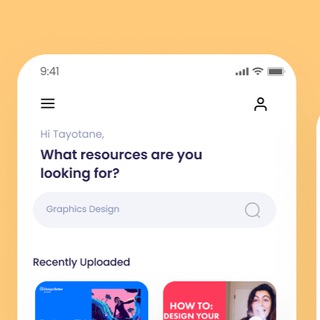 9:41
Hi Tayotane,
What resources are you
looking for?
Graphics Design
Recently Uploaded
HOW TO:
DESIGN YOUR